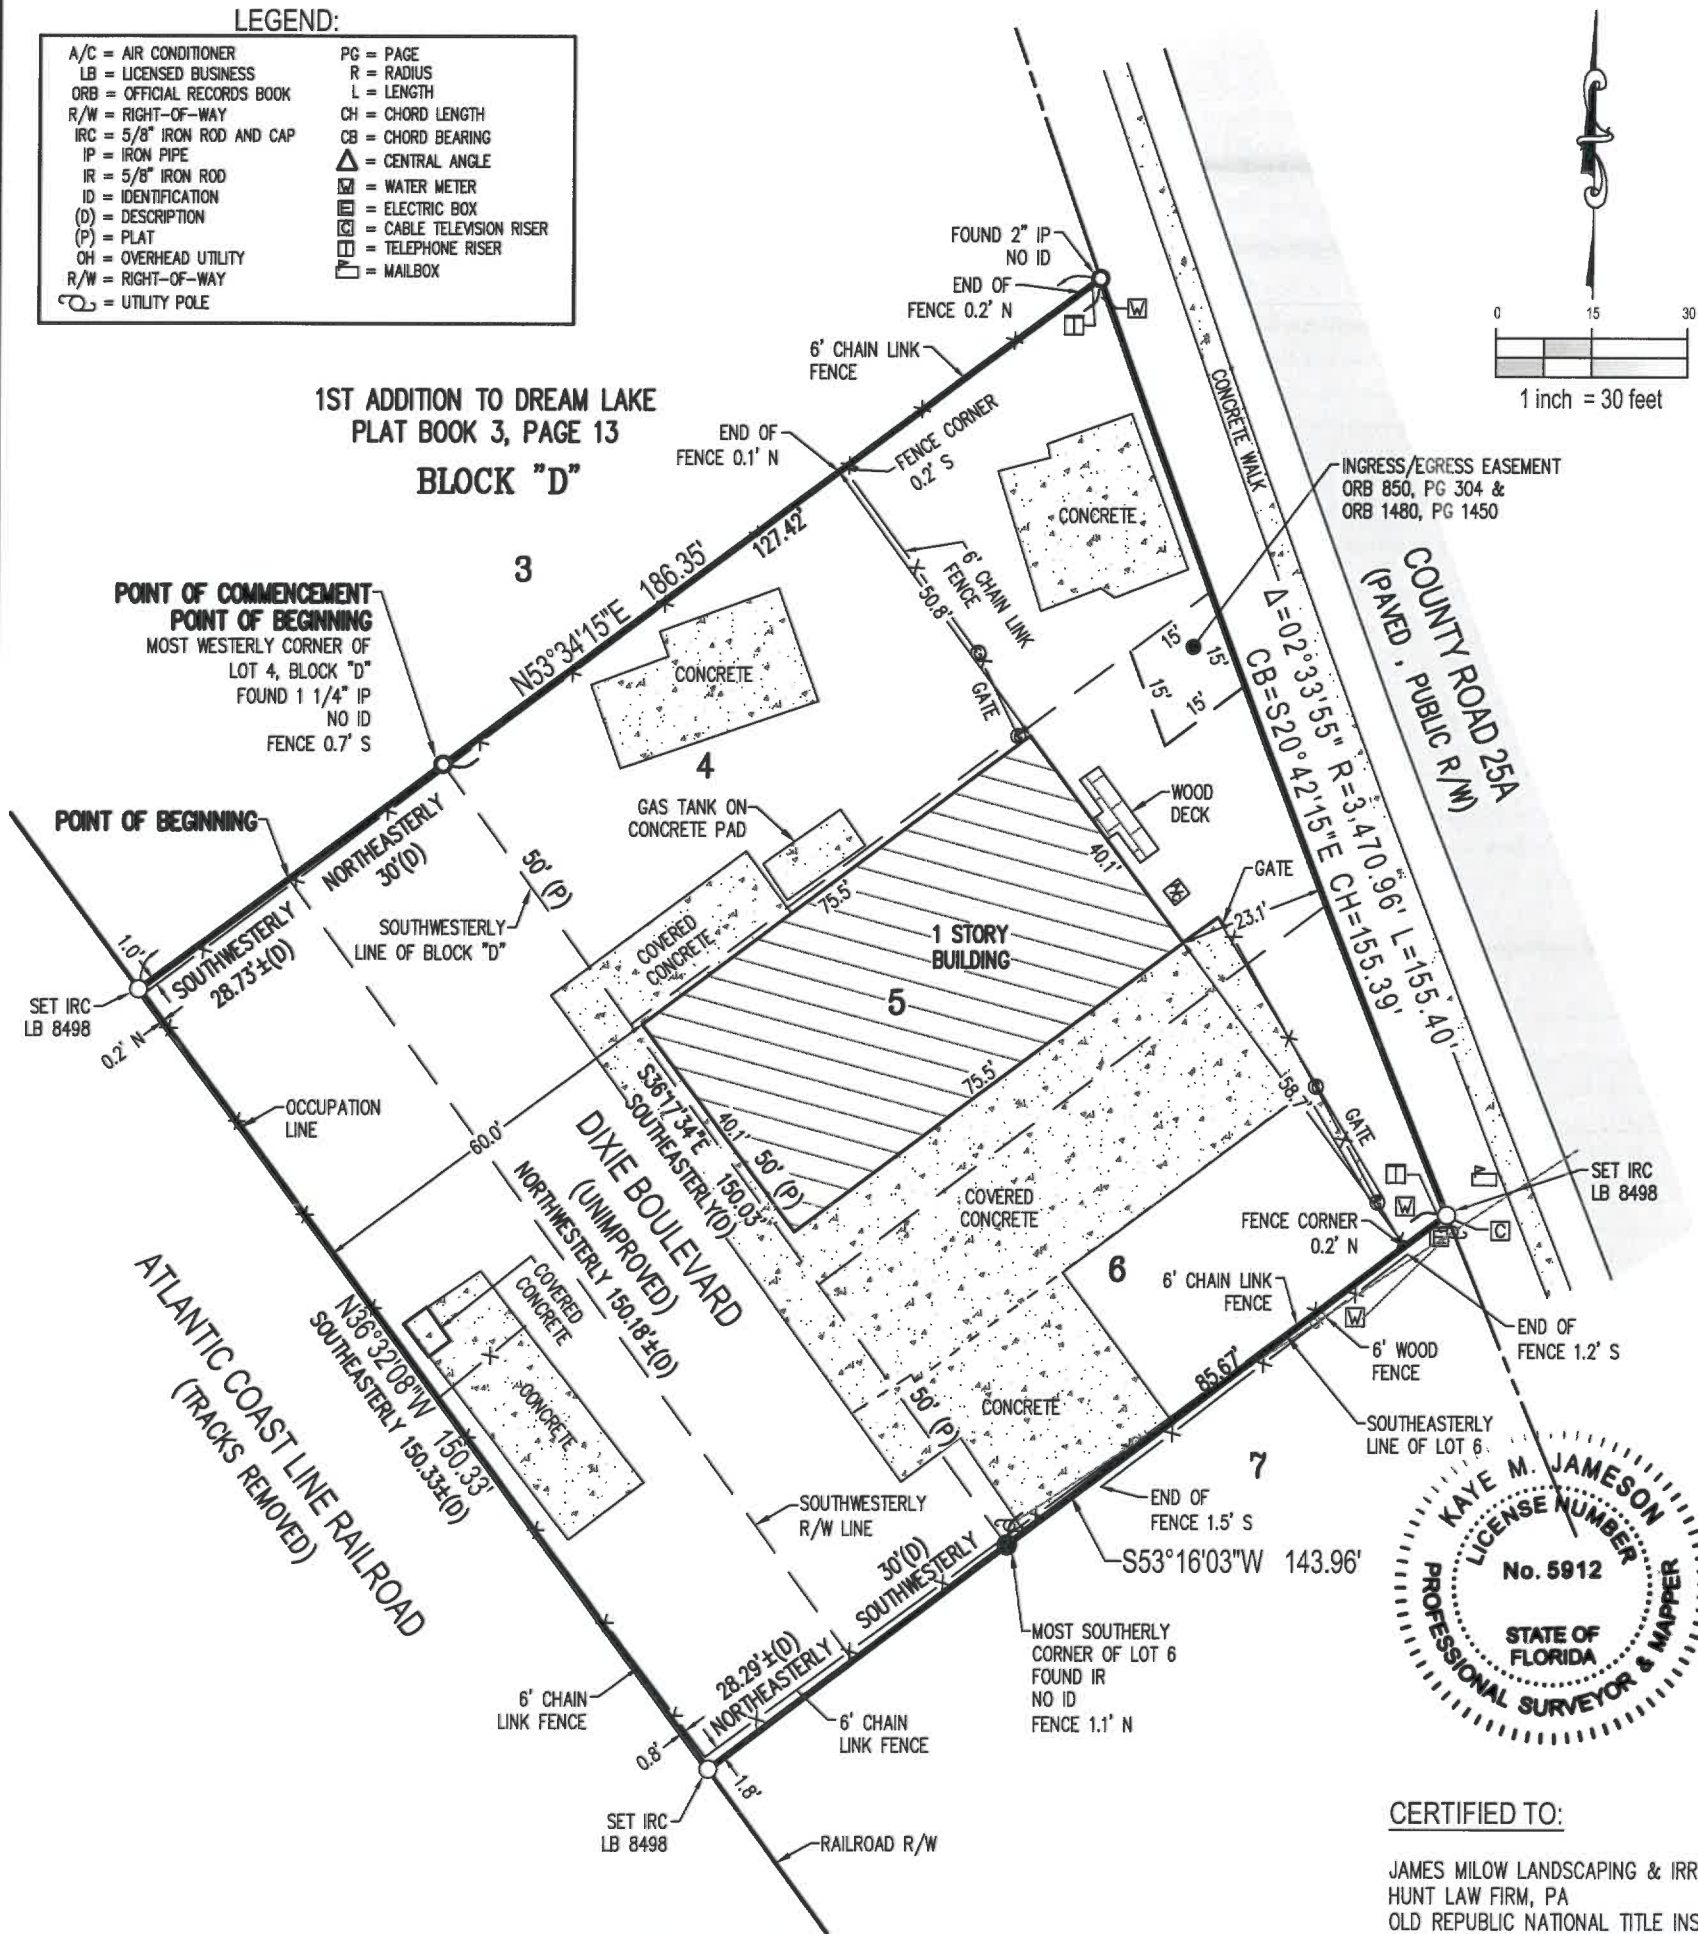 LEGEND:
A/C = AIR CONDITIONER
LB = LICENSED BUSINESS
ORB = OFFICIAL RECORDS BOOK
R/W = RIGHT-OF-WAY
IRC = 5/8" IRON ROD AND CAP
IP = IRON PIPE
IR = 5/8" IRON ROD
ID = IDENTIFICATION
(D) = DESCRIPTION
(P) = PLAT
OH = OVERHEAD UTILITY
R/W = RIGHT-OF-WAY
= UTILITY POLE
PG = PAGE
R = RADIUS
L = LENGTH
CH = CHORD LENGTH
CB = CHORD BEARING
Δ = CENTRAL ANGLE
W = WATER METER
E = ELECTRIC BOX
C = CABLE TELEVISION RISER
T = TELEPHONE RISER
= MAILBOX
0 15 30
1 inch = 30 feet
FOUND 2" IP
NO ID
END OF
FENCE 0.2' N
T
W
6' CHAIN LINK
FENCE
1ST ADDITION TO DREAM LAKE
PLAT BOOK 3, PAGE 13
BLOCK "D"
END OF
FENCE 0.1' N
FENCE CORNER
0.2' S
CONCRETE
CONCRETE WALK
INGRESS/EGRESS EASEMENT
ORB 850, PG 304 &
ORB 1480, PG 1450
COUNTY ROAD 25A
(PAVED , PUBLIC R/W)
Δ=02°33'55" R=3,470.96' L=155.40'
CB=S20°42'15"E CH=155.39'
3
127.42'
N53°34'15"E 186.35'
6' CHAIN LINK
FENCE
50.8'
GATE
15'
15'
15'
15'
POINT OF COMMENCEMENT
POINT OF BEGINNING
MOST WESTERLY CORNER OF
LOT 4, BLOCK "D"
FOUND 1 1/4" IP
NO ID
FENCE 0.7' S
CONCRETE
4
GAS TANK ON
CONCRETE PAD
WOOD
DECK
POINT OF BEGINNING
NORTHEASTERLY
30'(D)
50' (P)
SOUTHWESTERLY
LINE OF BLOCK "D"
75.5'
40.1'
GATE
23.1'
COVERED
CONCRETE
1 STORY
BUILDING
5
1.0'
SOUTHWESTERLY
28.73'±(D)
SET IRC
LB 8498
0.2' N
OCCUPATION
LINE
60.0'
S36°17'34"E 150.03'
SOUTHEASTERLY(D)
40.1'
50' (P)
75.5'
58.7'
GATE
DIXIE BOULEVARD
(UNIMPROVED)
NORTHWESTERLY 150.18'±(D)
COVERED
CONCRETE
6
T
W
SET IRC
LB 8498
C
E
FENCE CORNER
0.2' N
6' CHAIN LINK
FENCE
W
6' WOOD
FENCE
END OF
FENCE 1.2' S
ATLANTIC COAST LINE RAILROAD
(TRACKS REMOVED)
N36°32'08"W 150.33'
SOUTHEASTERLY 150.33±(D)
COVERED
CONCRETE
CONCRETE
50' (P)
CONCRETE
85.67'
SOUTHEASTERLY
LINE OF LOT 6
7
SOUTHWESTERLY
R/W LINE
END OF
FENCE 1.5' S
S53°16'03"W 143.96'
30'(D)
SOUTHWESTERLY
MOST SOUTHERLY
CORNER OF LOT 6
FOUND IR
NO ID
FENCE 1.1' N
28.29'±(D)
NORTHEASTERLY
6' CHAIN
LINK FENCE
6' CHAIN
LINK FENCE
0.8'
1.8'
SET IRC
LB 8498
RAILROAD R/W
KAYE M. JAMESON
LICENSE NUMBER
No. 5912
STATE OF
FLORIDA
PROFESSIONAL SURVEYOR & MAPPER
CERTIFIED TO:
JAMES MILOW LANDSCAPING & IRR
HUNT LAW FIRM, PA
OLD REPUBLIC NATIONAL TITLE INS